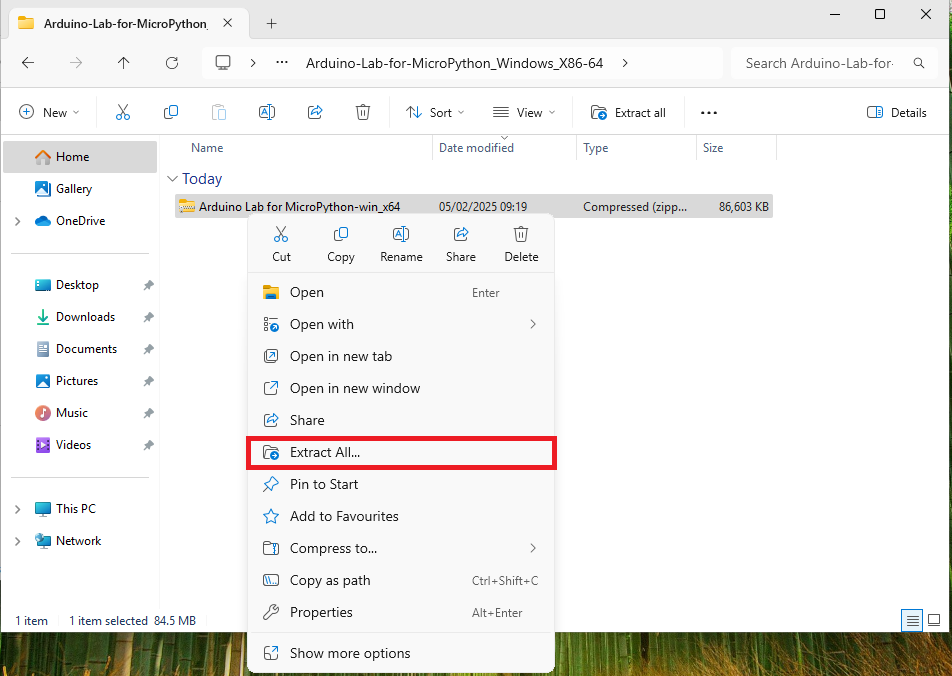 Arduino-Lab-for-MicroPython_
Arduino-Lab-for-MicroPython_Windows_X86-64
Search Arduino-Lab-for-
New
Sort
View
Extract all
Details
Name
Date modified
Type
Size
Home
Gallery
OneDrive
Desktop
Downloads
Documents
Pictures
Music
Videos
This PC
Network
Today
Arduino Lab for MicroPython-win_x64 05/02/2025 09:19 Compressed (zipp... 86,603 KB
Cut
Copy
Rename
Share
Delete
Open Enter
Open with
Open in new tab
Open in new window
Share
Extract All...
Pin to Start
Add to Favourites
Compress to...
Copy as path Ctrl+Shift+C
Properties Alt+Enter
Show more options
1 item 1 item selected 84.5 MB